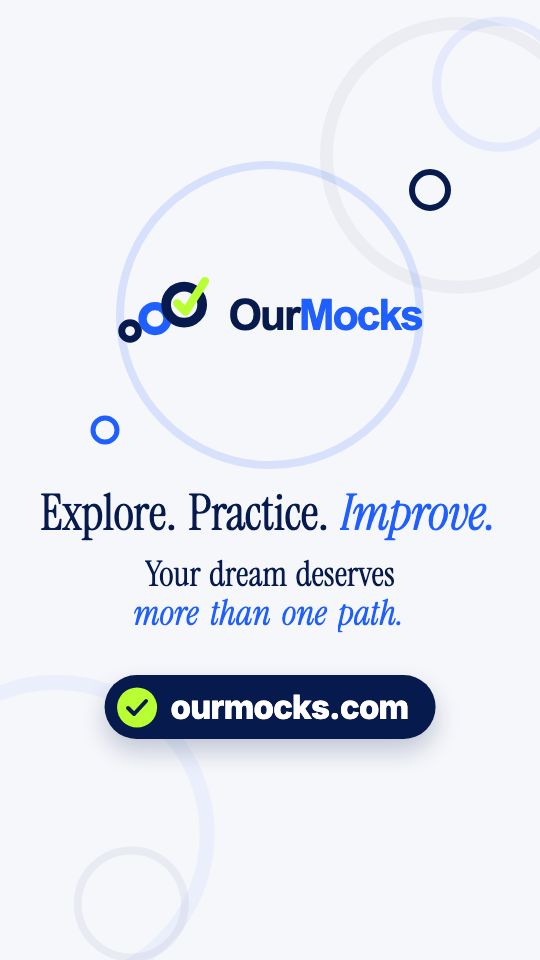 OurMocks
Explore. Practice. Improve.
Your dream deserves
more than one path.
ourmocks.com